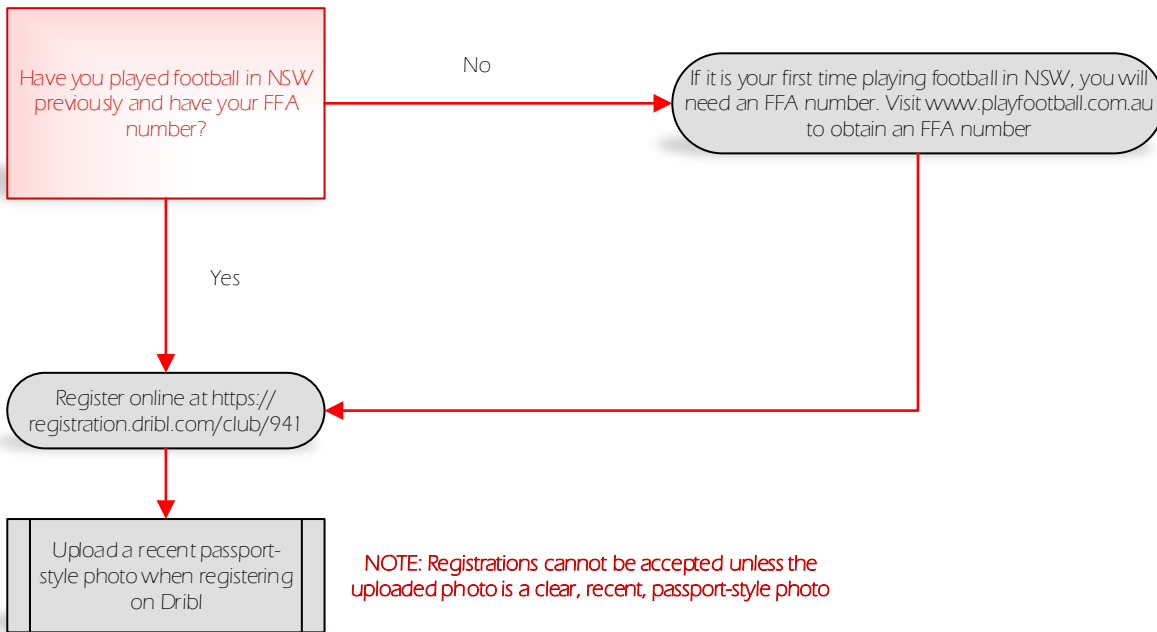 Have you played football in NSW
previously and have your FFA
number?
No
If it is your first time playing football in NSW, you will
need an FFA number. Visit www.playfootball.com.au
to obtain an FFA number
Yes
Register online at https://
registration.dribl.com/club/941
Upload a recent passport-
style photo when registering
on Dribl
NOTE: Registrations cannot be accepted unless the
uploaded photo is a clear, recent, passport-style photo